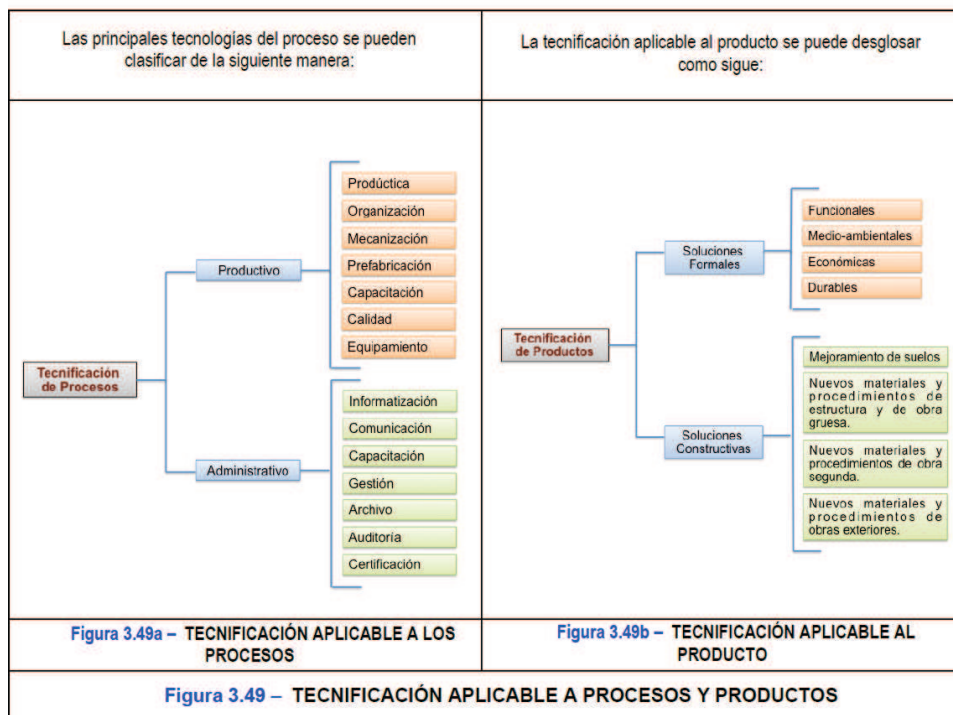 Las principales tecnologías del proceso se pueden
clasificar de la siguiente manera:
Productivo
Prodúctica
Organización
Mecanización
Prefabricación
Capacitación
Calidad
Equipamiento
Tecnificación
de Procesos
Administrativo
Informatización
Comunicación
Capacitación
Gestión
Archivo
Auditoría
Certificación
Figura 3.49a – TECNIFICACIÓN APLICABLE A LOS
PROCESOS
La tecnificación aplicable al producto se puede desglosar
como sigue:
Soluciones
Formales
Funcionales
Medio-ambientales
Económicas
Durables
Tecnificación
de Productos
Soluciones
Constructivas
Mejoramiento de suelos
Nuevos materiales y
procedimientos de
estructura y de obra
gruesa.
Nuevos materiales y
procedimientos de obra
segunda.
Nuevos materiales y
procedimientos de
obras exteriores.
Figura 3.49b – TECNIFICACIÓN APLICABLE AL
PRODUCTO
Figura 3.49 – TECNIFICACIÓN APLICABLE A PROCESOS Y PRODUCTOS